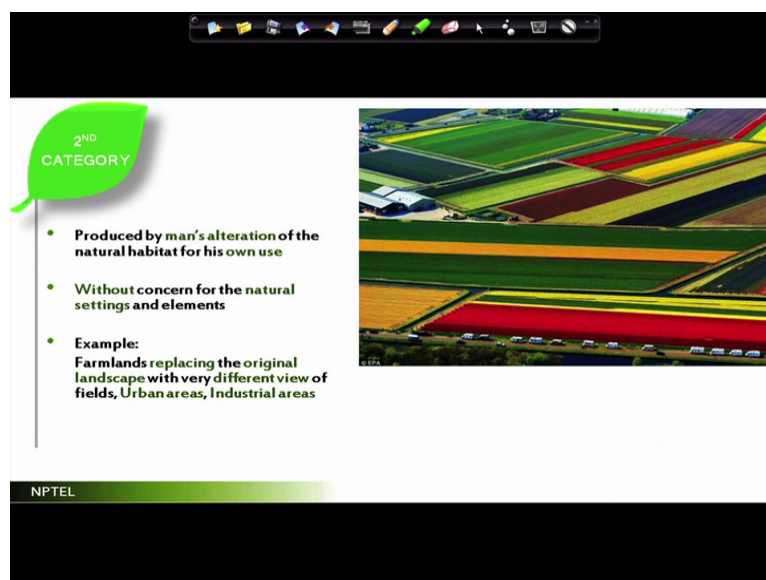 2ND
CATEGORY
• Produced by man's alteration of the
natural habitat for his own use
• Without concern for the natural
settings and elements
• Example:
Farmlands replacing the original
landscape with very different view of
fields, Urban areas, Industrial areas
© EPA
NPTEL